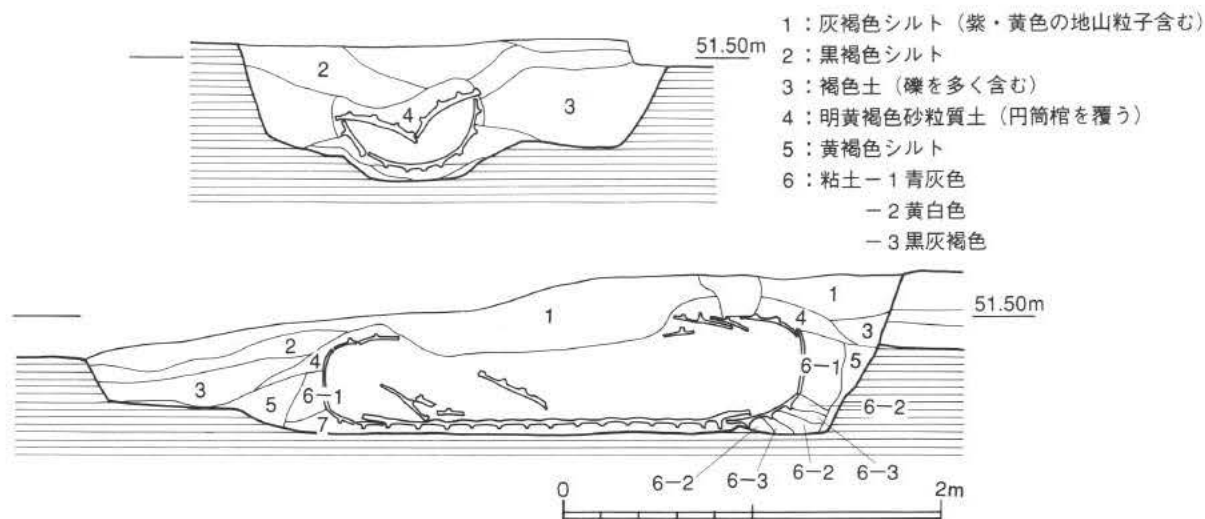 1：灰褐色シルト（紫・黄色の地山粒子含む）
2：黒褐色シルト
3：褐色土（礫を多く含む）
4：明黄褐色砂粒質土（円筒棺を覆う）
5：黄褐色シルト
6：粘土－1青灰色
－2黄白色
－3黒灰褐色
51.50m
2
4
3
51.50m
1
1
2
4
4
3
3
5
6-1
5
6-1
7
6-2
6-2
6-3
6-2
6-3
0
2m